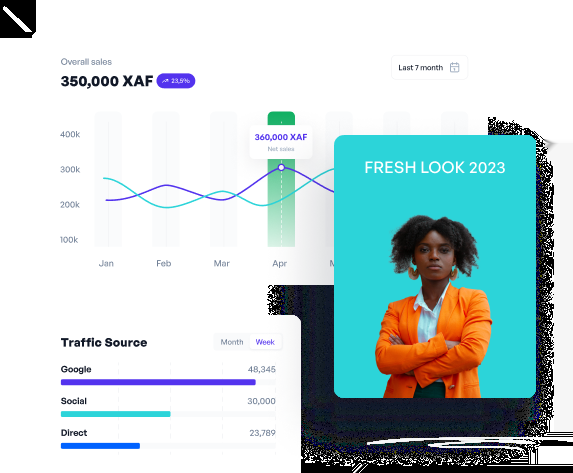 Overall sales
350,000 XAF 23,5%
Last 7 month
400k
300k
200k
100k
360,000 XAF
Net sales
Jan Feb Mar Apr
FRESH LOOK 2023
Traffic Source
Month Week
Google 48,345
Social 30,000
Direct 23,789